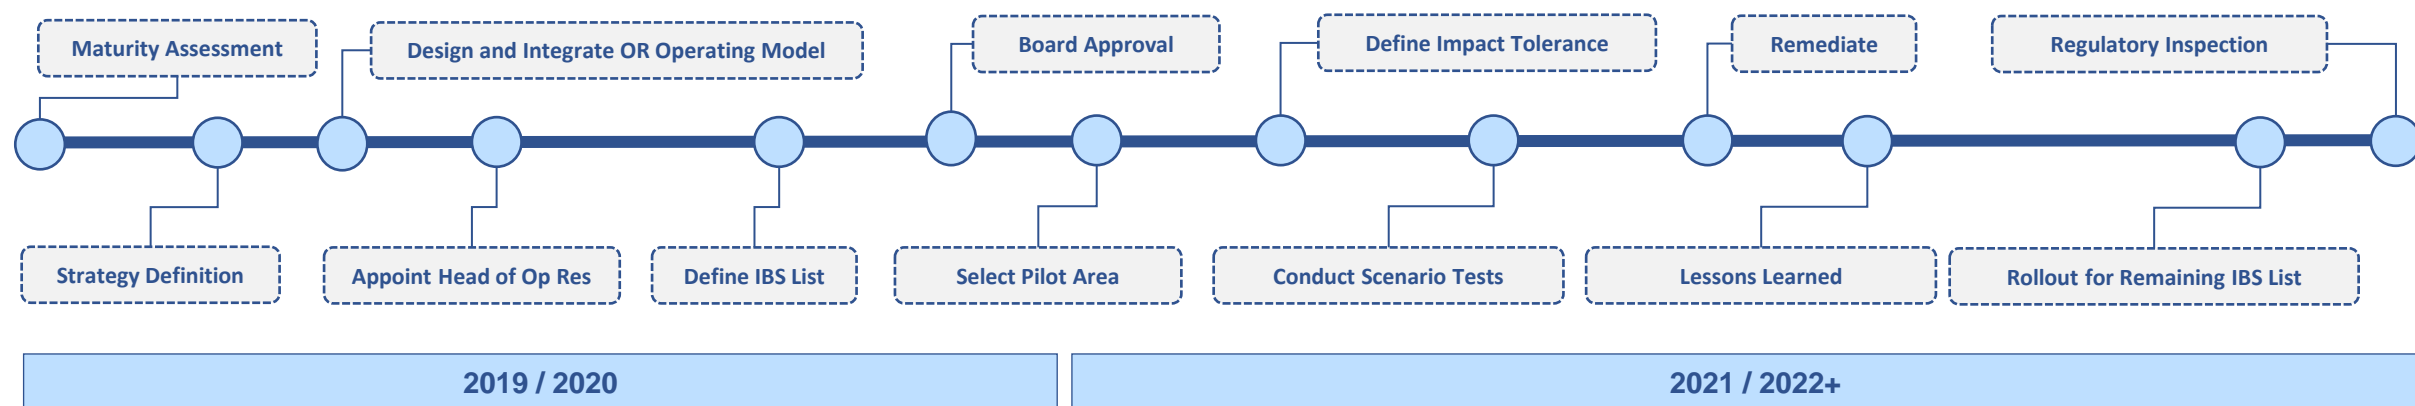 Maturity Assessment
Design and Integrate OR Operating Model
Board Approval
Define Impact Tolerance
Remediate
Regulatory Inspection
Strategy Definition
Appoint Head of Op Res
Define IBS List
Select Pilot Area
Conduct Scenario Tests
Lessons Learned
Rollout for Remaining IBS List
2019 / 2020
2021 / 2022+